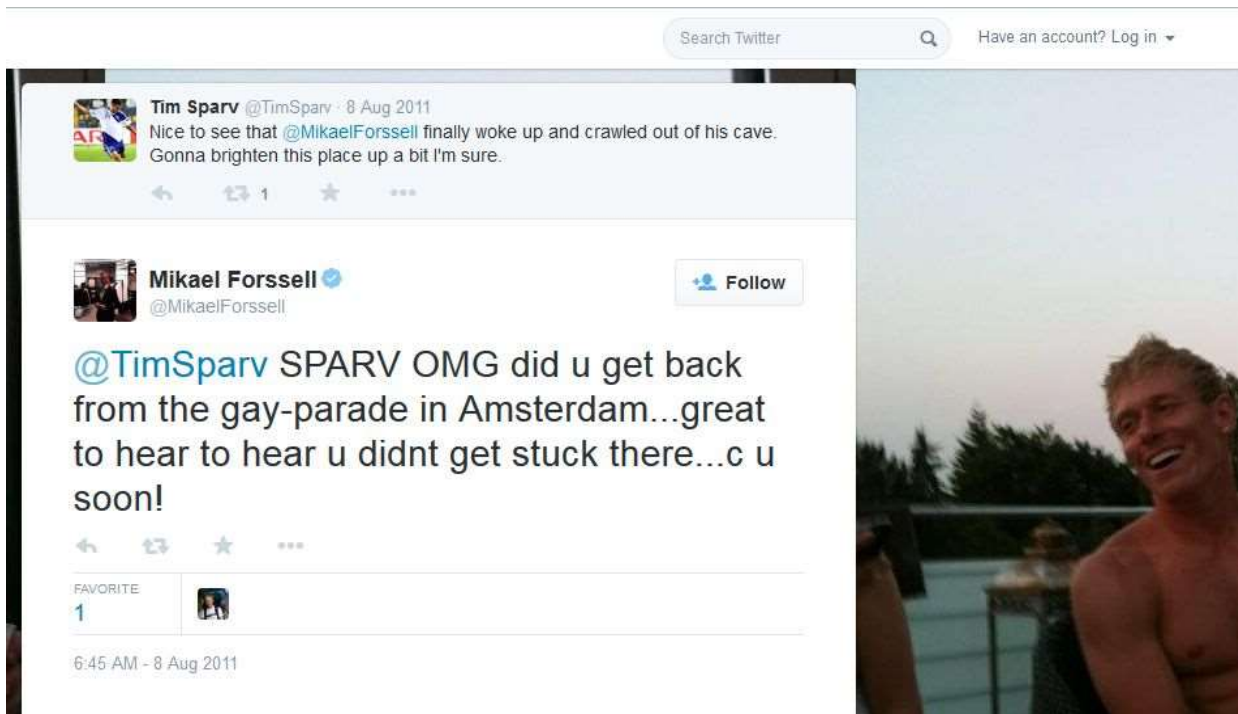 Search Twitter
Have an account? Log in
Tim Sparv @TimSparv · 8 Aug 2011
Nice to see that @MikaelForssell finally woke up and crawled out of his cave.
Gonna brighten this place up a bit I'm sure.
1
Mikael Forssell
@MikaelForssell
Follow
@TimSparv SPARV OMG did u get back
from the gay-parade in Amsterdam...great
to hear to hear u didnt get stuck there...c u
soon!
FAVORITE
1
6:45 AM - 8 Aug 2011